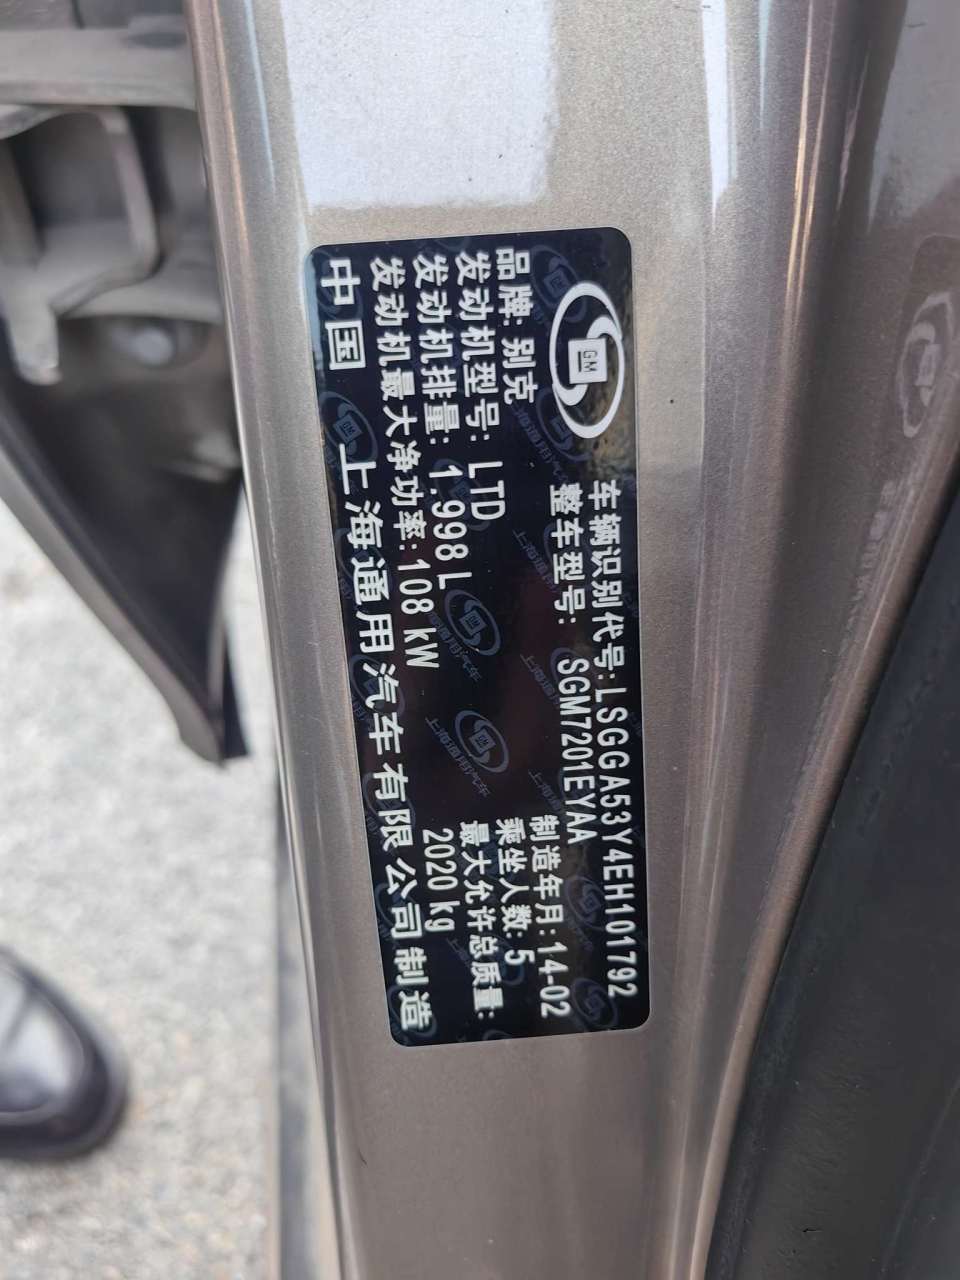 GM
车辆识别代号:LSGGA53Y4EH101792
整车型号: SGM7201EYAA
品牌:别克
制造年月:14-02
发动机型号: LTD
乘坐人数:5
发动机排量: 1.998 L
最大允许总质量:
发动机最大净功率:108 kW
2020 kg
中国 上海通用汽车有限公司制造